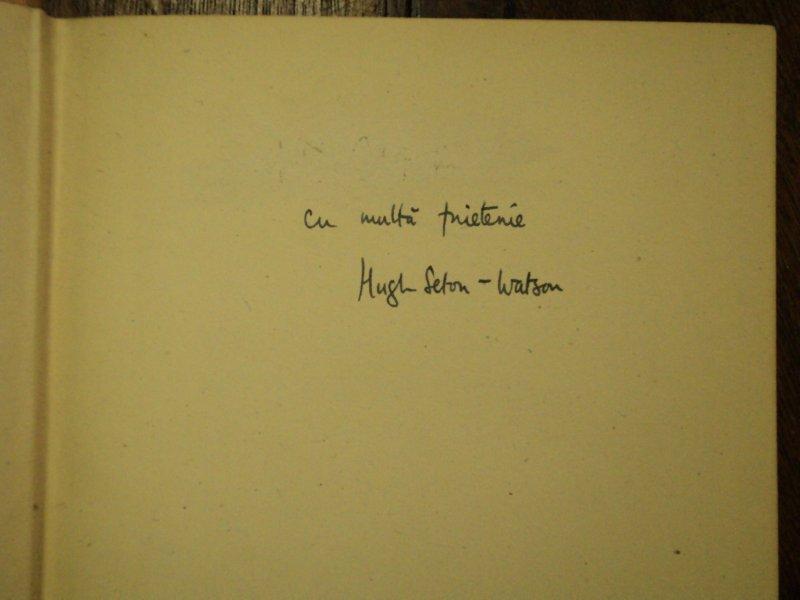 cu multă prietenie
Hugh Seton-Watson